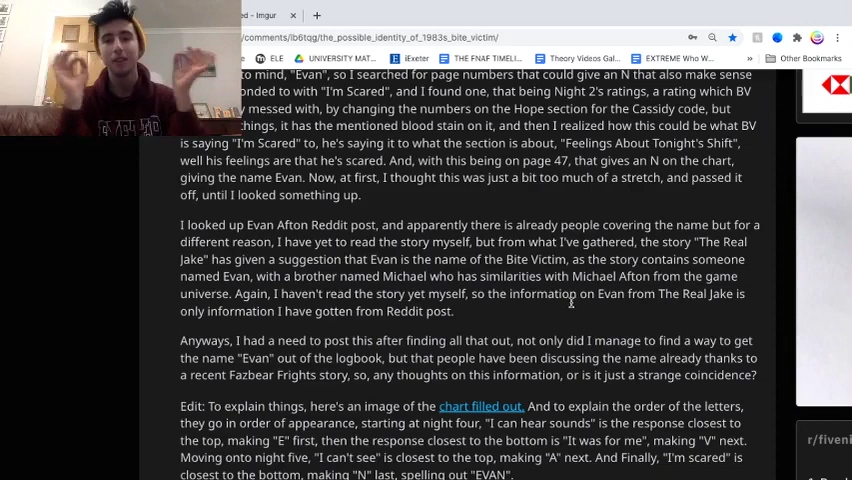 ed - Imgur
comments/lb6tqg/the_possible_identity_of_1983s_bite_victim/
ELE UNIVERSITY MAT iExeter THE FNAF TIMELI... Theory Videos Gal... EXTREME Who W... Other Bookmarks
to mind, "Evan", so I searched for page numbers that could give an N that also make sense
onded to with "I'm Scared", and I found one, that being Night 2's ratings, a rating which BV
y messed with, by changing the numbers on the Hope section for the Cassidy code, but
things, it has the mentioned blood stain on it, and then I realized how this could be what BV
is saying "I'm Scared" to, he's saying it to what the section is about, "Feelings About Tonight's Shift",
well his feelings are that he's scared. And, with this being on page 47, that gives an N on the chart,
giving the name Evan. Now, at first, I thought this was just a bit too much of a stretch, and passed it
off, until I looked something up.
I looked up Evan Afton Reddit post, and apparently there is already people covering the name but for a
different reason, I have yet to read the story myself, but from what I've gathered, the story "The Real
Jake" has given a suggestion that Evan is the name of the Bite Victim, as the story contains someone
named Evan, with a brother named Michael who has similarities with Michael Afton from the game
universe. Again, I haven't read the story yet myself, so the information on Evan from The Real Jake is
only information I have gotten from Reddit post.
Anyways, I had a need to post this after finding all that out, not only did I manage to find a way to get
the name "Evan" out of the logbook, but that people have been discussing the name already thanks to
a recent Fazbear Frights story, so, any thoughts on this information, or is it just a strange coincidence?
Edit: To explain things, here's an image of the chart filled out. And to explain the order of the letters,
they go in order of appearance, starting at night four, "I can hear sounds" is the response closest to
the top, making "E" first, then the response closest to the bottom is "It was for me", making "V" next.
Moving onto night five, "I can't see" is closest to the top, making "A" next. And Finally, "I'm scared" is
closest to the bottom, making "N" last, spelling out "EVAN".
r/fiveni